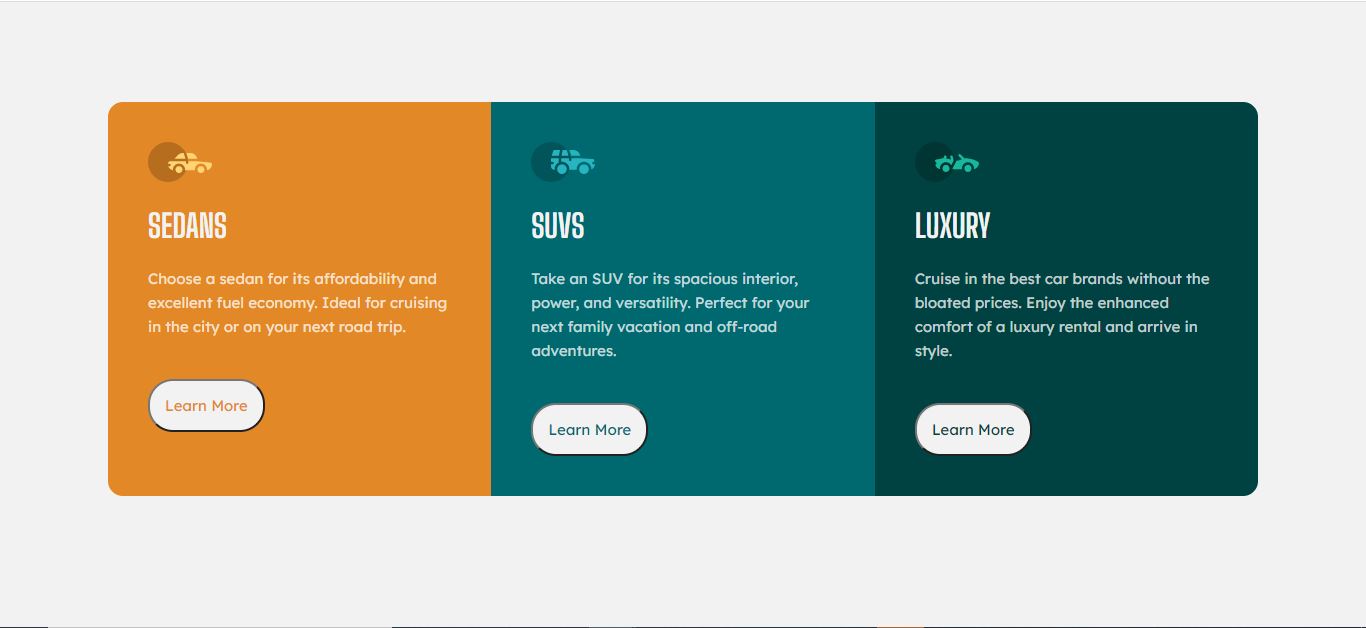 SEDANS
Choose a sedan for its affordability and
excellent fuel economy. Ideal for cruising
in the city or on your next road trip.
Learn More
SUVS
Take an SUV for its spacious interior,
power, and versatility. Perfect for your
next family vacation and off-road
adventures.
Learn More
LUXURY
Cruise in the best car brands without the
bloated prices. Enjoy the enhanced
comfort of a luxury rental and arrive in
style.
Learn More